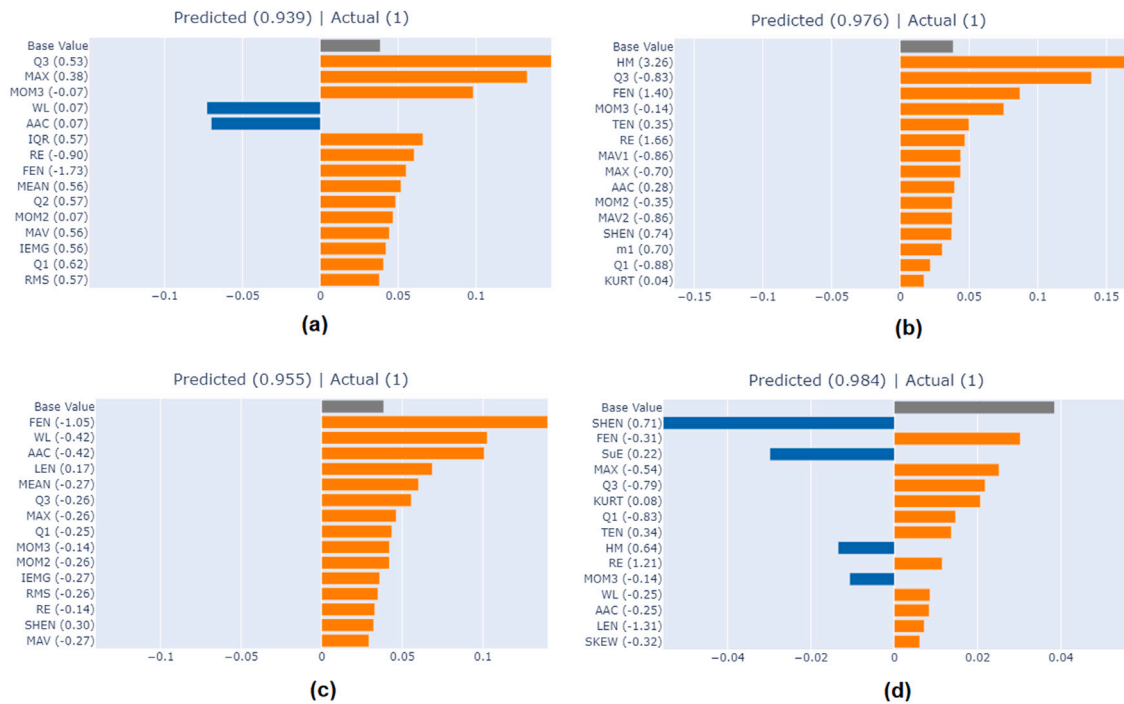 Predicted (0.939) | Actual (1)
Base Value
Q3 (0.53)
MAX (0.38)
MOM3 (-0.07)
WL (0.07)
AAC (0.07)
IQR (0.57)
RE (-0.90)
FEN (-1.73)
MEAN (0.56)
Q2 (0.57)
MOM2 (0.07)
MAV (0.56)
IEMG (0.56)
Q1 (0.62)
RMS (0.57)
−0.1 −0.05 0 0.05 0.1
(a)
Predicted (0.976) | Actual (1)
Base Value
HM (3.26)
Q3 (-0.83)
FEN (1.40)
MOM3 (-0.14)
TEN (0.35)
RE (1.66)
MAV1 (-0.86)
MAX (-0.70)
AAC (0.28)
MOM2 (-0.35)
MAV2 (-0.86)
SHEN (0.74)
m1 (0.70)
Q1 (-0.88)
KURT (0.04)
−0.15 −0.1 −0.05 0 0.05 0.1 0.15
(b)
Predicted (0.955) | Actual (1)
Base Value
FEN (-1.05)
WL (-0.42)
AAC (-0.42)
LEN (0.17)
MEAN (-0.27)
Q3 (-0.26)
MAX (-0.26)
Q1 (-0.25)
MOM3 (-0.14)
MOM2 (-0.26)
IEMG (-0.27)
RMS (-0.26)
RE (-0.14)
SHEN (0.30)
MAV (-0.27)
−0.1 −0.05 0 0.05 0.1
(c)
Predicted (0.984) | Actual (1)
Base Value
SHEN (0.71)
FEN (-0.31)
SuE (0.22)
MAX (-0.54)
Q3 (-0.79)
KURT (0.08)
Q1 (-0.83)
TEN (0.34)
HM (0.64)
RE (1.21)
MOM3 (-0.14)
WL (-0.25)
AAC (-0.25)
LEN (-1.31)
SKEW (-0.32)
−0.04 −0.02 0 0.02 0.04
(d)